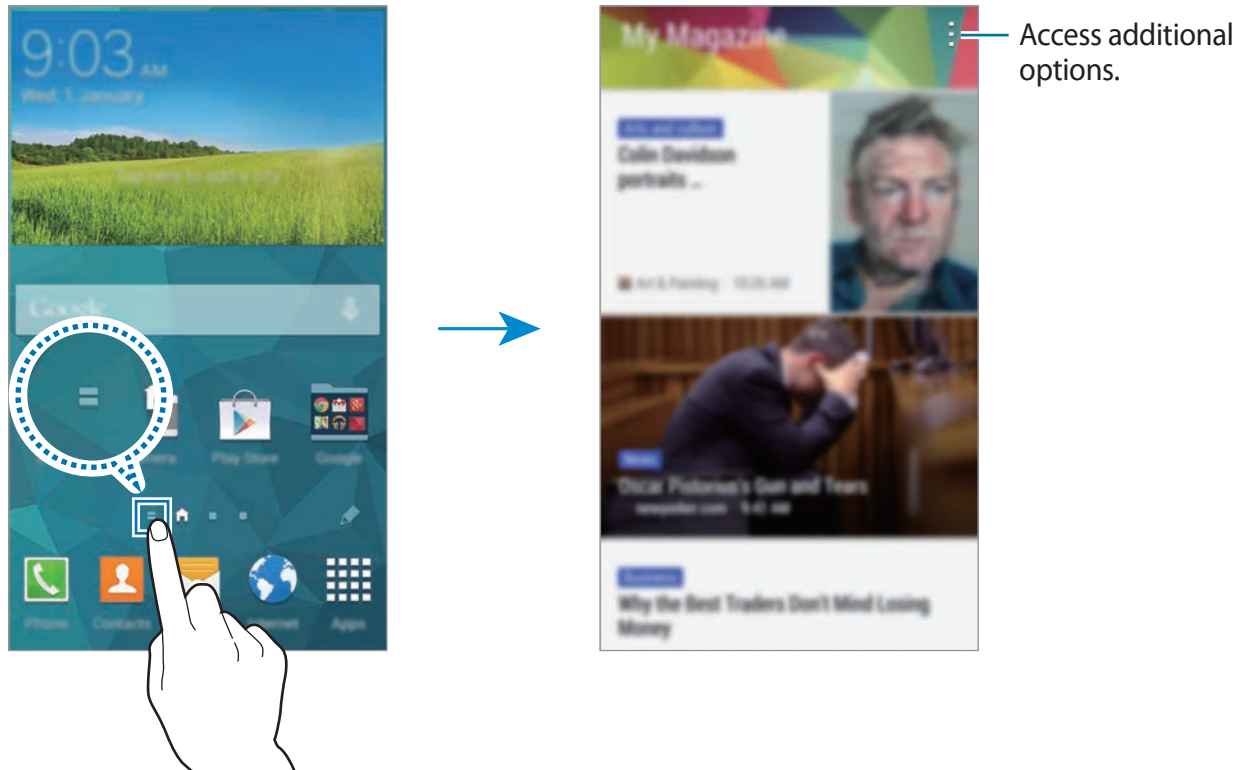 9:03 AM
Wed, 1 January
Tap here to add a city
Google
Play Store
Google
Phone
Contacts
Internet
Apps
My Magazine
Access additional
options.
Arts and culture
Colin Davidson
portraits ...
Art & Painting · 10:26 AM
News
Oscar Pistorius's Gun and Tears
newyorker.com · 9:45 AM
Business
Why the Best Traders Don't Mind Losing
Money